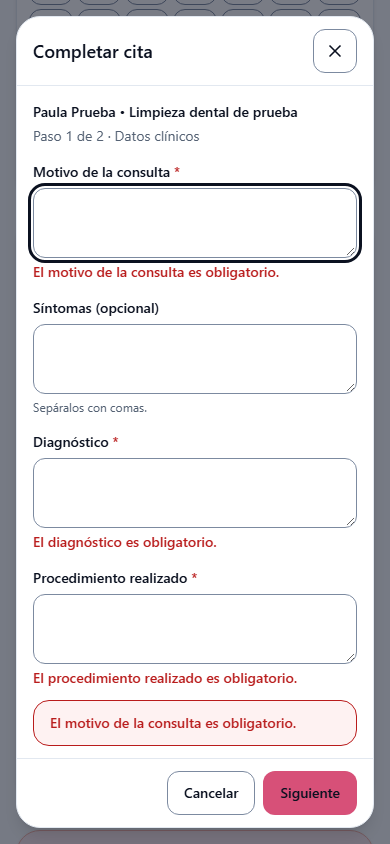 Completar cita
Paula Prueba • Limpieza dental de prueba
Paso 1 de 2 · Datos clínicos
Motivo de la consulta *
El motivo de la consulta es obligatorio.
Síntomas (opcional)
Sepáralos con comas.
Diagnóstico *
El diagnóstico es obligatorio.
Procedimiento realizado *
El procedimiento realizado es obligatorio.
El motivo de la consulta es obligatorio.
Cancelar
Siguiente